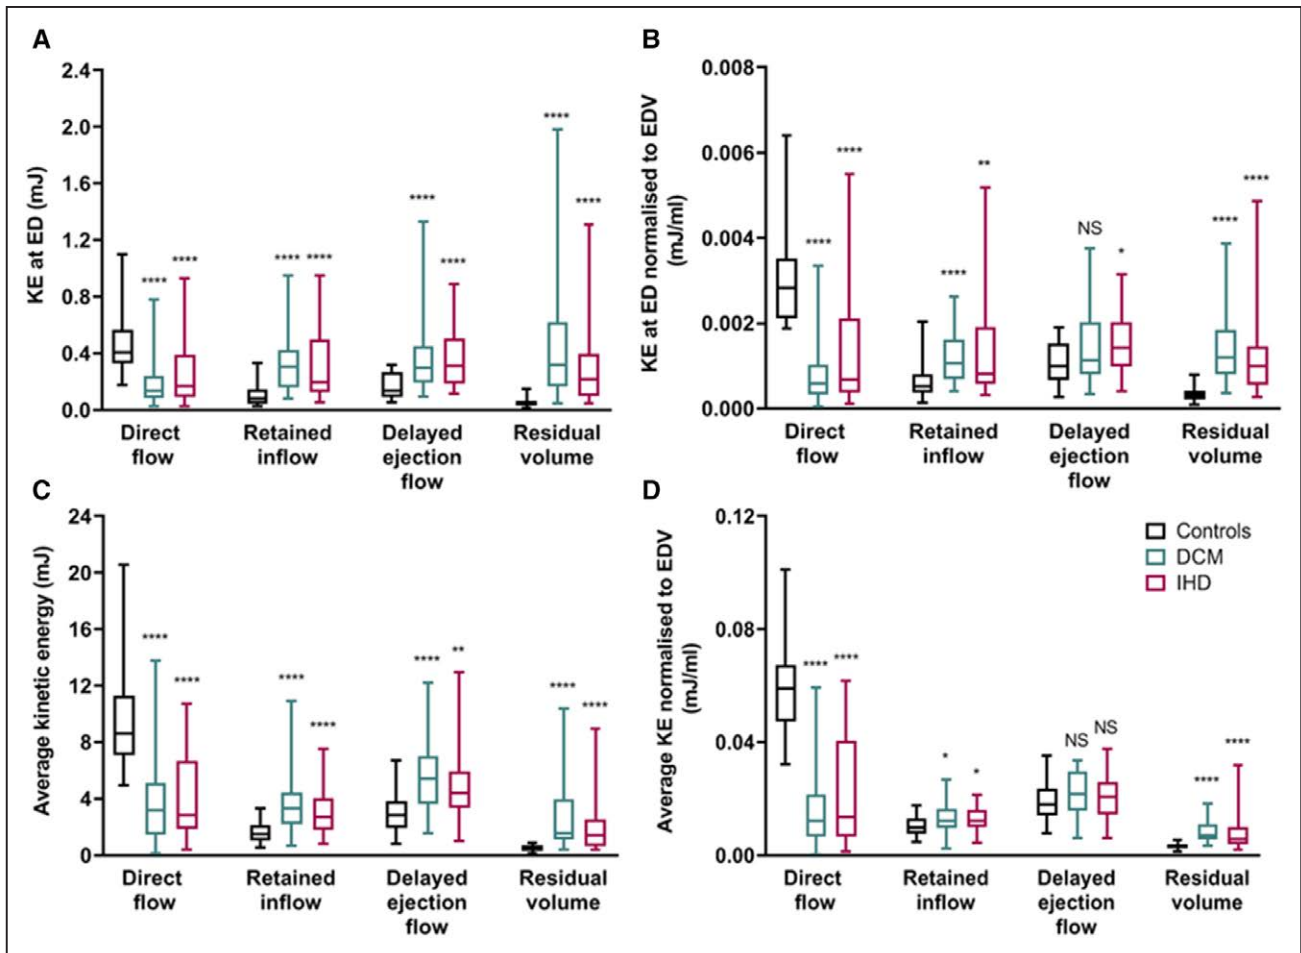 A
KE at ED (mJ)
2.4
2.0
1.6
1.2
0.8
0.4
0.0
**** ****
**** ****
**** ****
**** ****
Direct
flow
Retained
inflow
Delayed
ejection
flow
Residual
volume
B
KE at ED normalised to EDV
(mJ/ml)
0.008
0.006
0.004
0.002
0.000
**** ****
**** **
NS *
**** ****
Direct
flow
Retained
inflow
Delayed
ejection
flow
Residual
volume
C
Average kinetic energy (mJ)
24
20
16
12
8
4
0
**** ****
**** ****
**** **
**** ****
Direct
flow
Retained
inflow
Delayed
ejection
flow
Residual
volume
D
Average KE normalised to EDV
(mJ/ml)
0.12
0.08
0.04
0.00
Controls
DCM
IHD
**** ****
* *
NS NS
**** ****
Direct
flow
Retained
inflow
Delayed
ejection
flow
Residual
volume